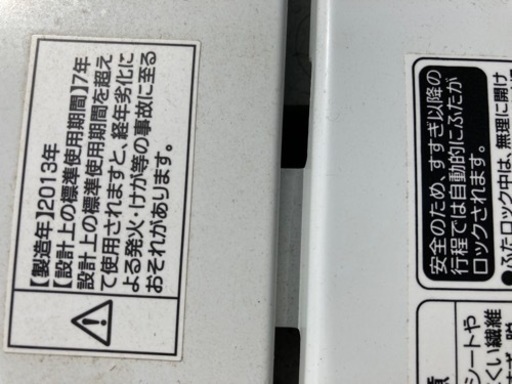 【製造年】2013年
【設計上の標準使用期間】7年
設計上の標準使用期間を超え
て使用されますと、経年劣化に
よる発火・けが等の事故に至る
おそれがあります。
安全のため、すすぎ以降の
行程では自動的にふたが
ロックされます。
●ふたロック中は、無理に開け
シートや
くい繊維